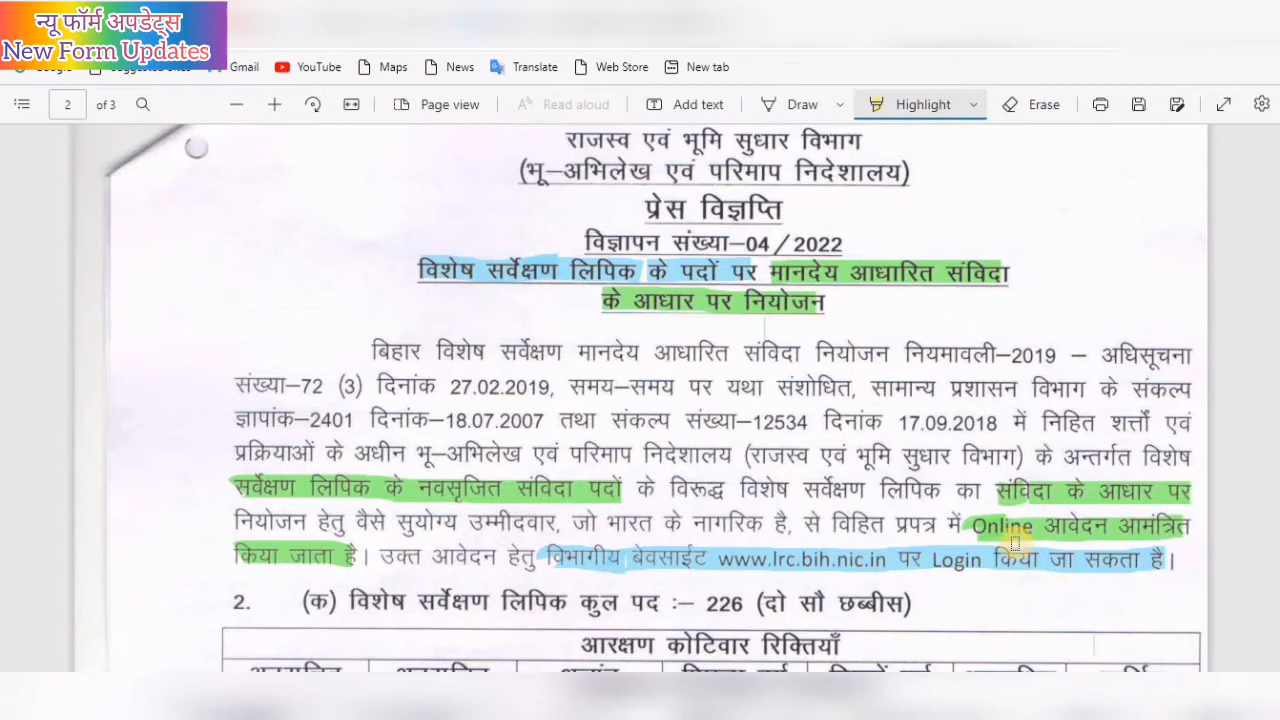 न्यू फॉर्म अपडेट्स
New Form Updates
Gmail YouTube Maps News Translate Web Store New tab
2 of 3 Page view Read aloud Add text Draw Highlight Erase
राजस्व एवं भूमि सुधार विभाग
(भू–अभिलेख एवं परिमाप निदेशालय)
प्रेस विज्ञप्ति
विज्ञापन संख्या–04/2022
विशेष सर्वेक्षण लिपिक के पदों पर मानदेय आधारित संविदा
के आधार पर नियोजन
बिहार विशेष सर्वेक्षण मानदेय आधारित संविदा नियोजन नियमावली–2019 – अधिसूचना
संख्या–72 (3) दिनांक 27.02.2019, समय–समय पर यथा संशोधित, सामान्य प्रशासन विभाग के संकल्प
ज्ञापांक–2401 दिनांक–18.07.2007 तथा संकल्प संख्या–12534 दिनांक 17.09.2018 में निहित शर्त्तों एवं
प्रक्रियाओं के अधीन भू–अभिलेख एवं परिमाप निदेशालय (राजस्व एवं भूमि सुधार विभाग) के अन्तर्गत विशेष
सर्वेक्षण लिपिक के नवसृजित संविदा पदों के विरूद्ध विशेष सर्वेक्षण लिपिक का संविदा के आधार पर
नियोजन हेतु वैसे सुयोग्य उम्मीदवार, जो भारत के नागरिक है, से विहित प्रपत्र में Online आवेदन आमंत्रित
किया जाता है। उक्त आवेदन हेतु विभागीय बेवसाईट www.lrc.bih.nic.in पर Login किया जा सकता है।
2. (क) विशेष सर्वेक्षण लिपिक कुल पद :– 226 (दो सौ छब्बीस)
आरक्षण कोटिवार रिक्तियाँ